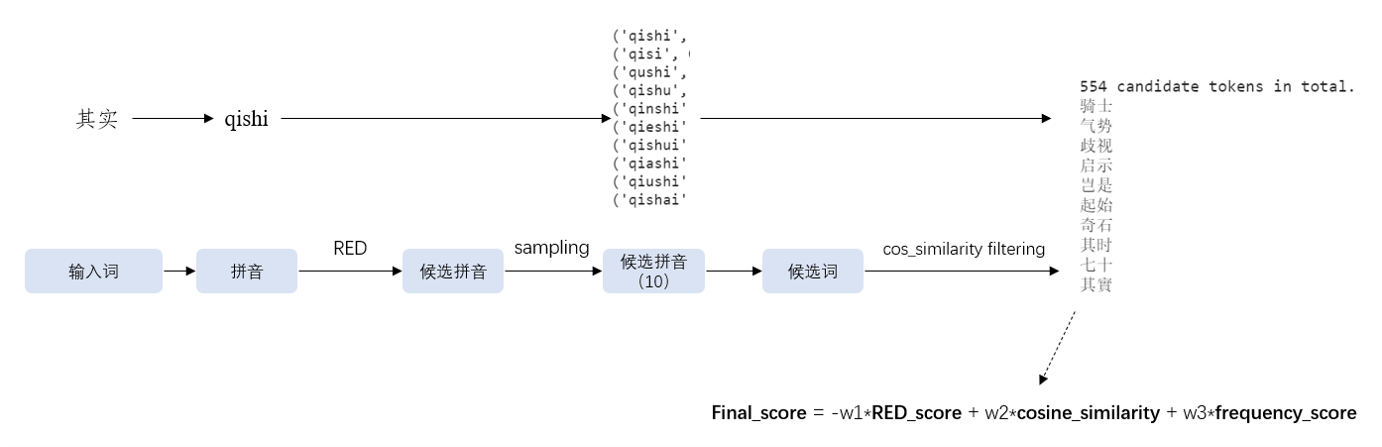 其实
qishi
('qishi',
('qisi', (
('qushi',
('qishu',
('qinshi'
('qieshi'
('qishui'
('qiashi'
('qiushi'
('qishai'
554 candidate tokens in total.
骑士
气势
歧视
启示
岂是
起始
奇石
其时
七十
其實
输入词
拼音
RED
候选拼音
sampling
候选拼音
（10）
候选词
cos_similarity filtering
Final_score = -w1*RED_score + w2*cosine_similarity + w3*frequency_score